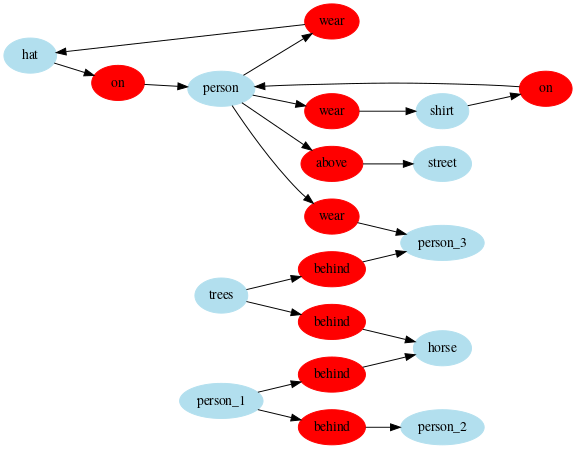 wear
hat
on
person
on
wear
shirt
above
street
wear
person_3
behind
trees
behind
horse
behind
person_1
behind
person_2